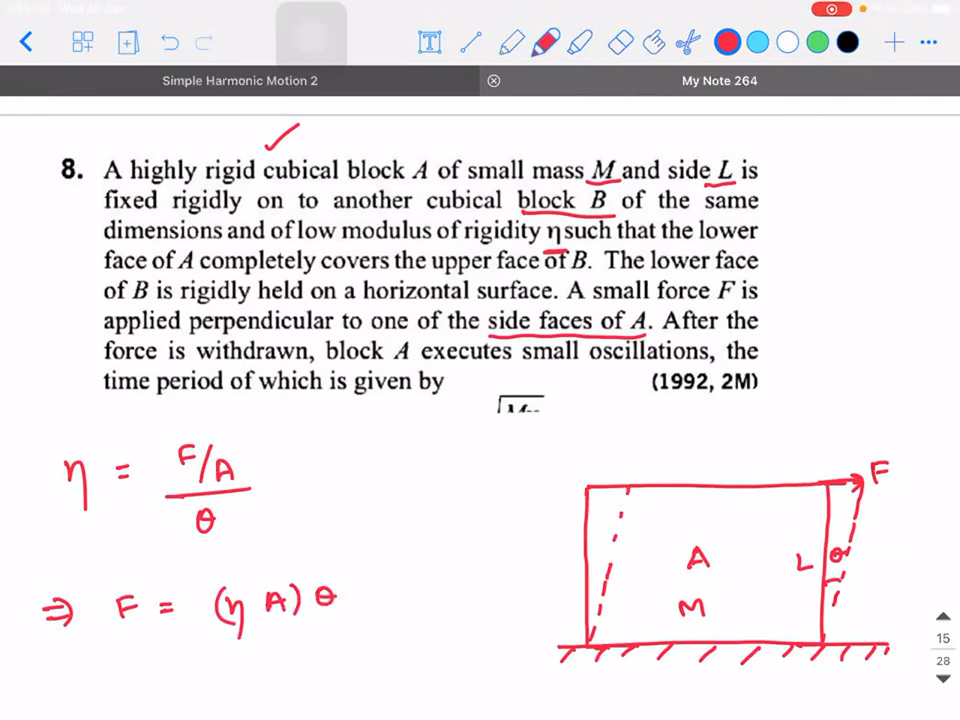 Simple Harmonic Motion 2
My Note 264
8. A highly rigid cubical block A of small mass M and side L is
fixed rigidly on to another cubical block B of the same
dimensions and of low modulus of rigidity η such that the lower
face of A completely covers the upper face of B. The lower face
of B is rigidly held on a horizontal surface. A small force F is
applied perpendicular to one of the side faces of A. After the
force is withdrawn, block A executes small oscillations, the
time period of which is given by (1992, 2M)
η = F/A
θ
⇒ F = (η A) θ
F
A
L
θ
M
15
28